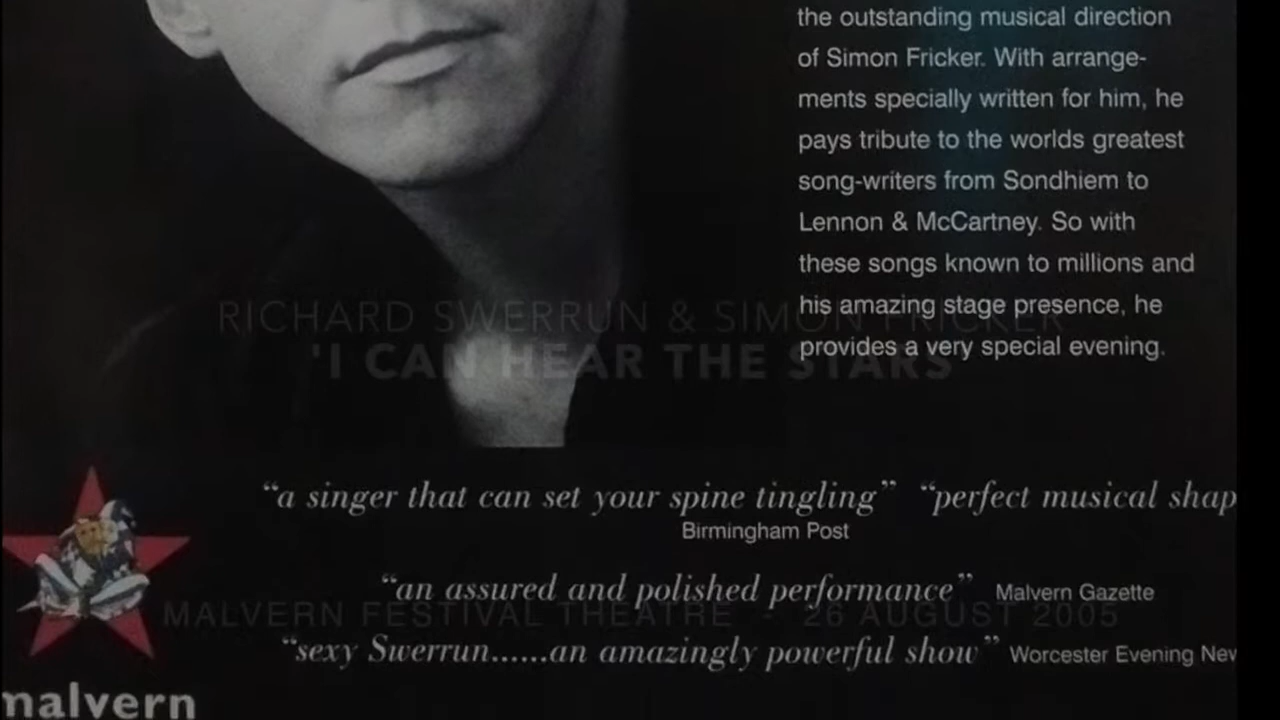 the outstanding musical direction
of Simon Fricker. With arrange-
ments specially written for him, he
pays tribute to the worlds greatest
song-writers from Sondhiem to
Lennon & McCartney. So with
these songs known to millions and
his amazing stage presence, he
provides a very special evening.
RICHARD SWERRUN & SIMON FRICKER
'I CAN HEAR THE STARS'
“a singer that can set your spine tingling” “perfect musical shap
Birmingham Post
“an assured and polished performance” Malvern Gazette
MALVERN FESTIVAL THEATRE - 26 AUGUST 2005
“sexy Swerrun......an amazingly powerful show” Worcester Evening New
malvern